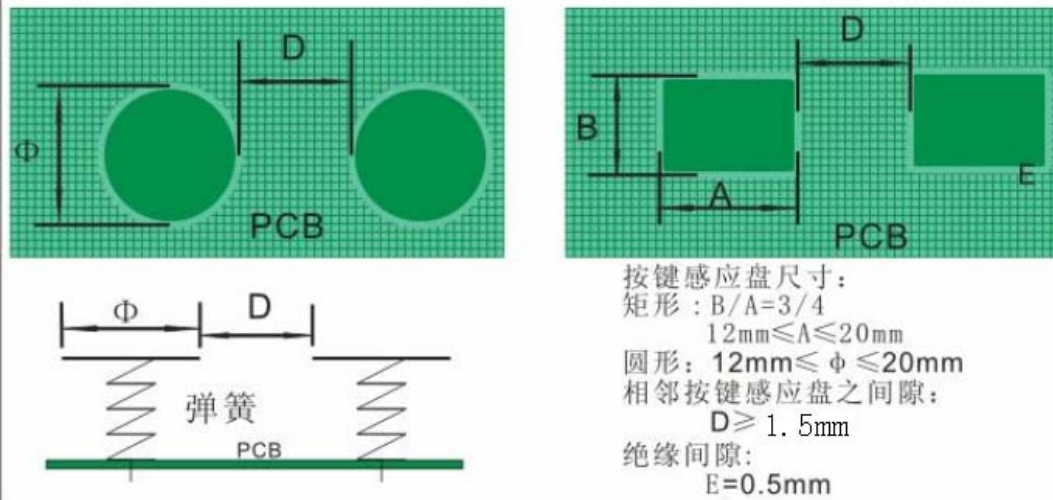 D
Φ
PCB
D
B
A
E
PCB
Φ
D
弹簧
PCB
按键感应盘尺寸：
矩形：B/A=3/4
12mm≤A≤20mm
圆形：12mm≤ϕ≤20mm
相邻按键感应盘之间隙：
D≥ 1.5mm
绝缘间隙:
E=0.5mm